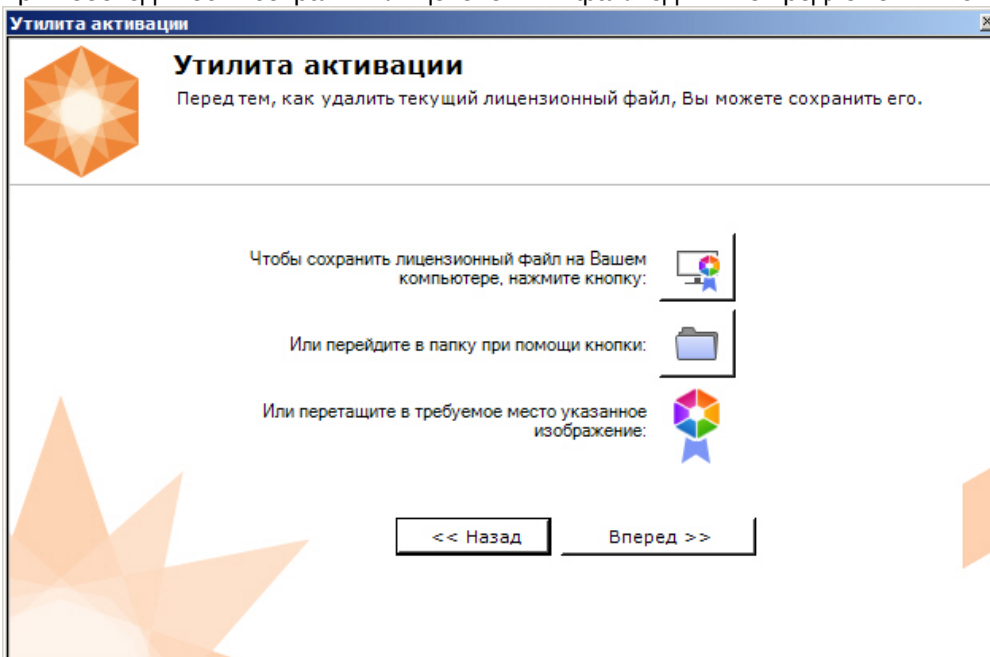 Утилита активации
Утилита активации
Перед тем, как удалить текущий лицензионный файл, Вы можете сохранить его.
Чтобы сохранить лицензионный файл на Вашем
компьютере, нажмите кнопку:
Или перейдите в папку при помощи кнопки:
Или перетащите в требуемое место указанное
изображение:
<< Назад
Вперед >>